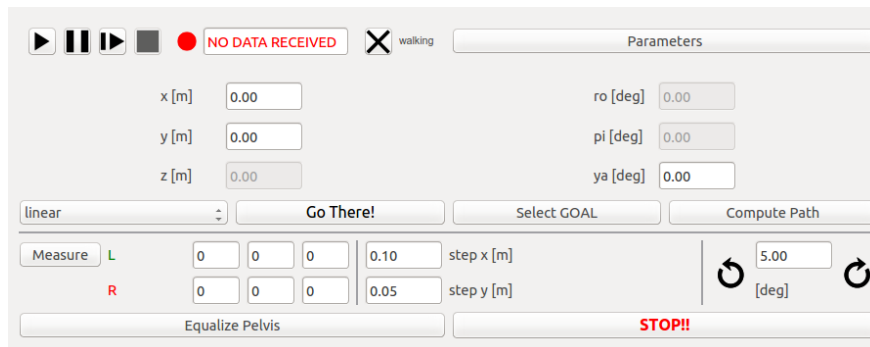 NO DATA RECEIVED walking Parameters
x [m] 0.00 ro [deg] 0.00
y [m] 0.00 pi [deg] 0.00
z [m] 0.00 ya [deg] 0.00
linear Go There! Select GOAL Compute Path
Measure L 0 0 0 0.10 step x [m] 5.00
R 0 0 0 0.05 step y [m] [deg]
Equalize Pelvis STOP!!